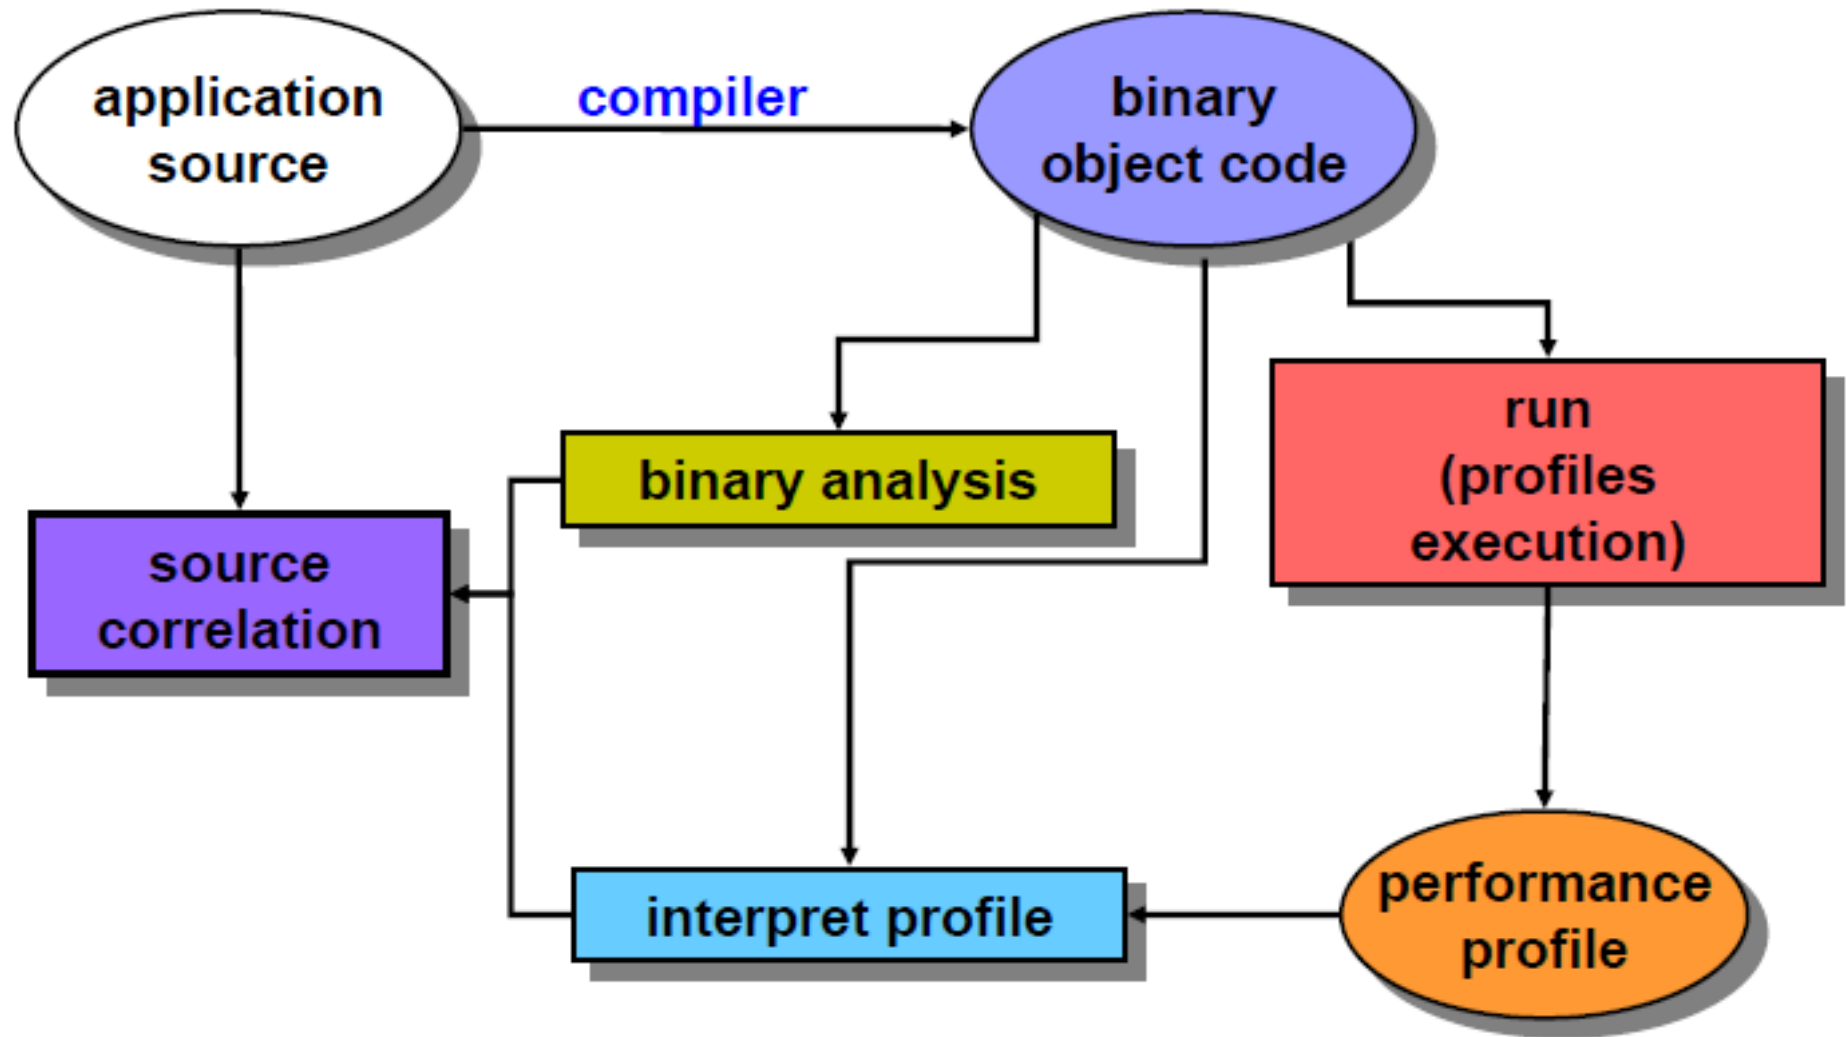 application
source
compiler
binary
object code
run
(profiles
execution)
binary analysis
source
correlation
interpret profile
performance
profile